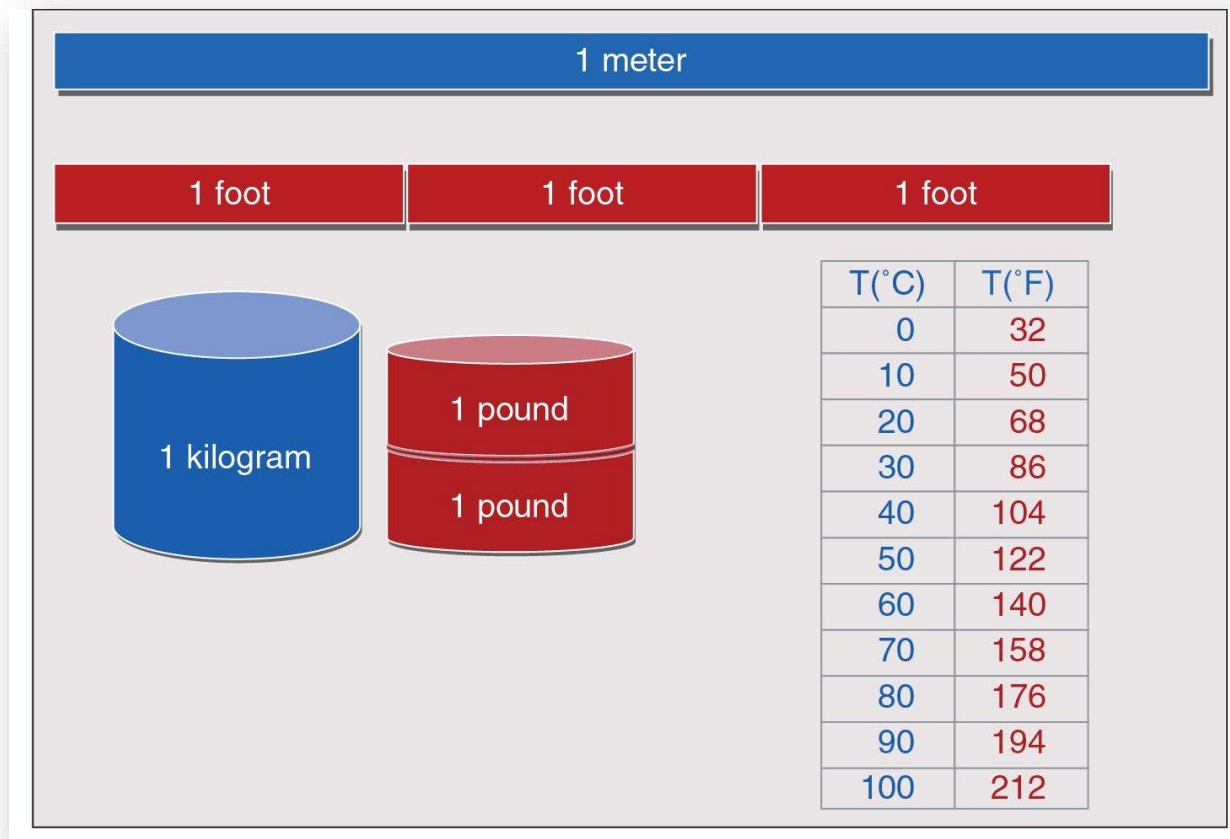 1 meter
1 foot 1 foot 1 foot
1 kilogram
1 pound
1 pound
T(˚C) T(˚F)
0 32
10 50
20 68
30 86
40 104
50 122
60 140
70 158
80 176
90 194
100 212